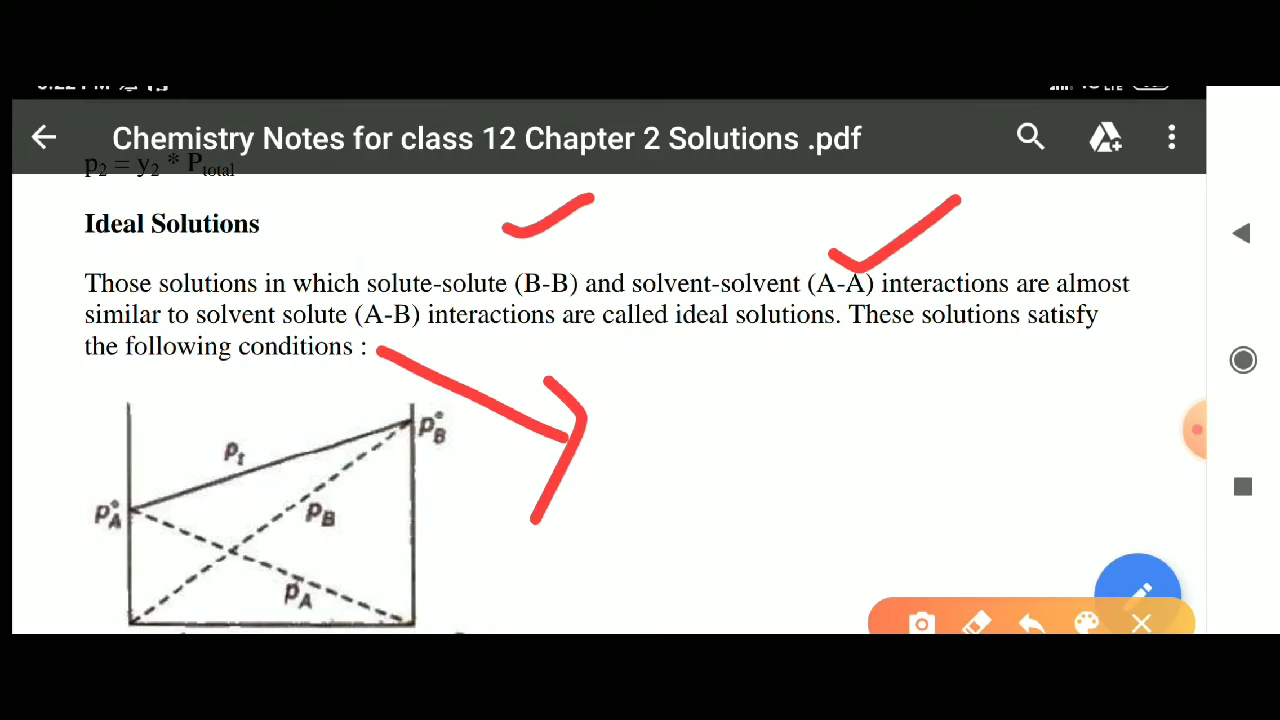 Chemistry Notes for class 12 Chapter 2 Solutions .pdf
p₂ = y₂ * P_total
Ideal Solutions
Those solutions in which solute-solute (B-B) and solvent-solvent (A-A) interactions are almost
similar to solvent solute (A-B) interactions are called ideal solutions. These solutions satisfy
the following conditions :
p°B
pt
p°A
pB
pA